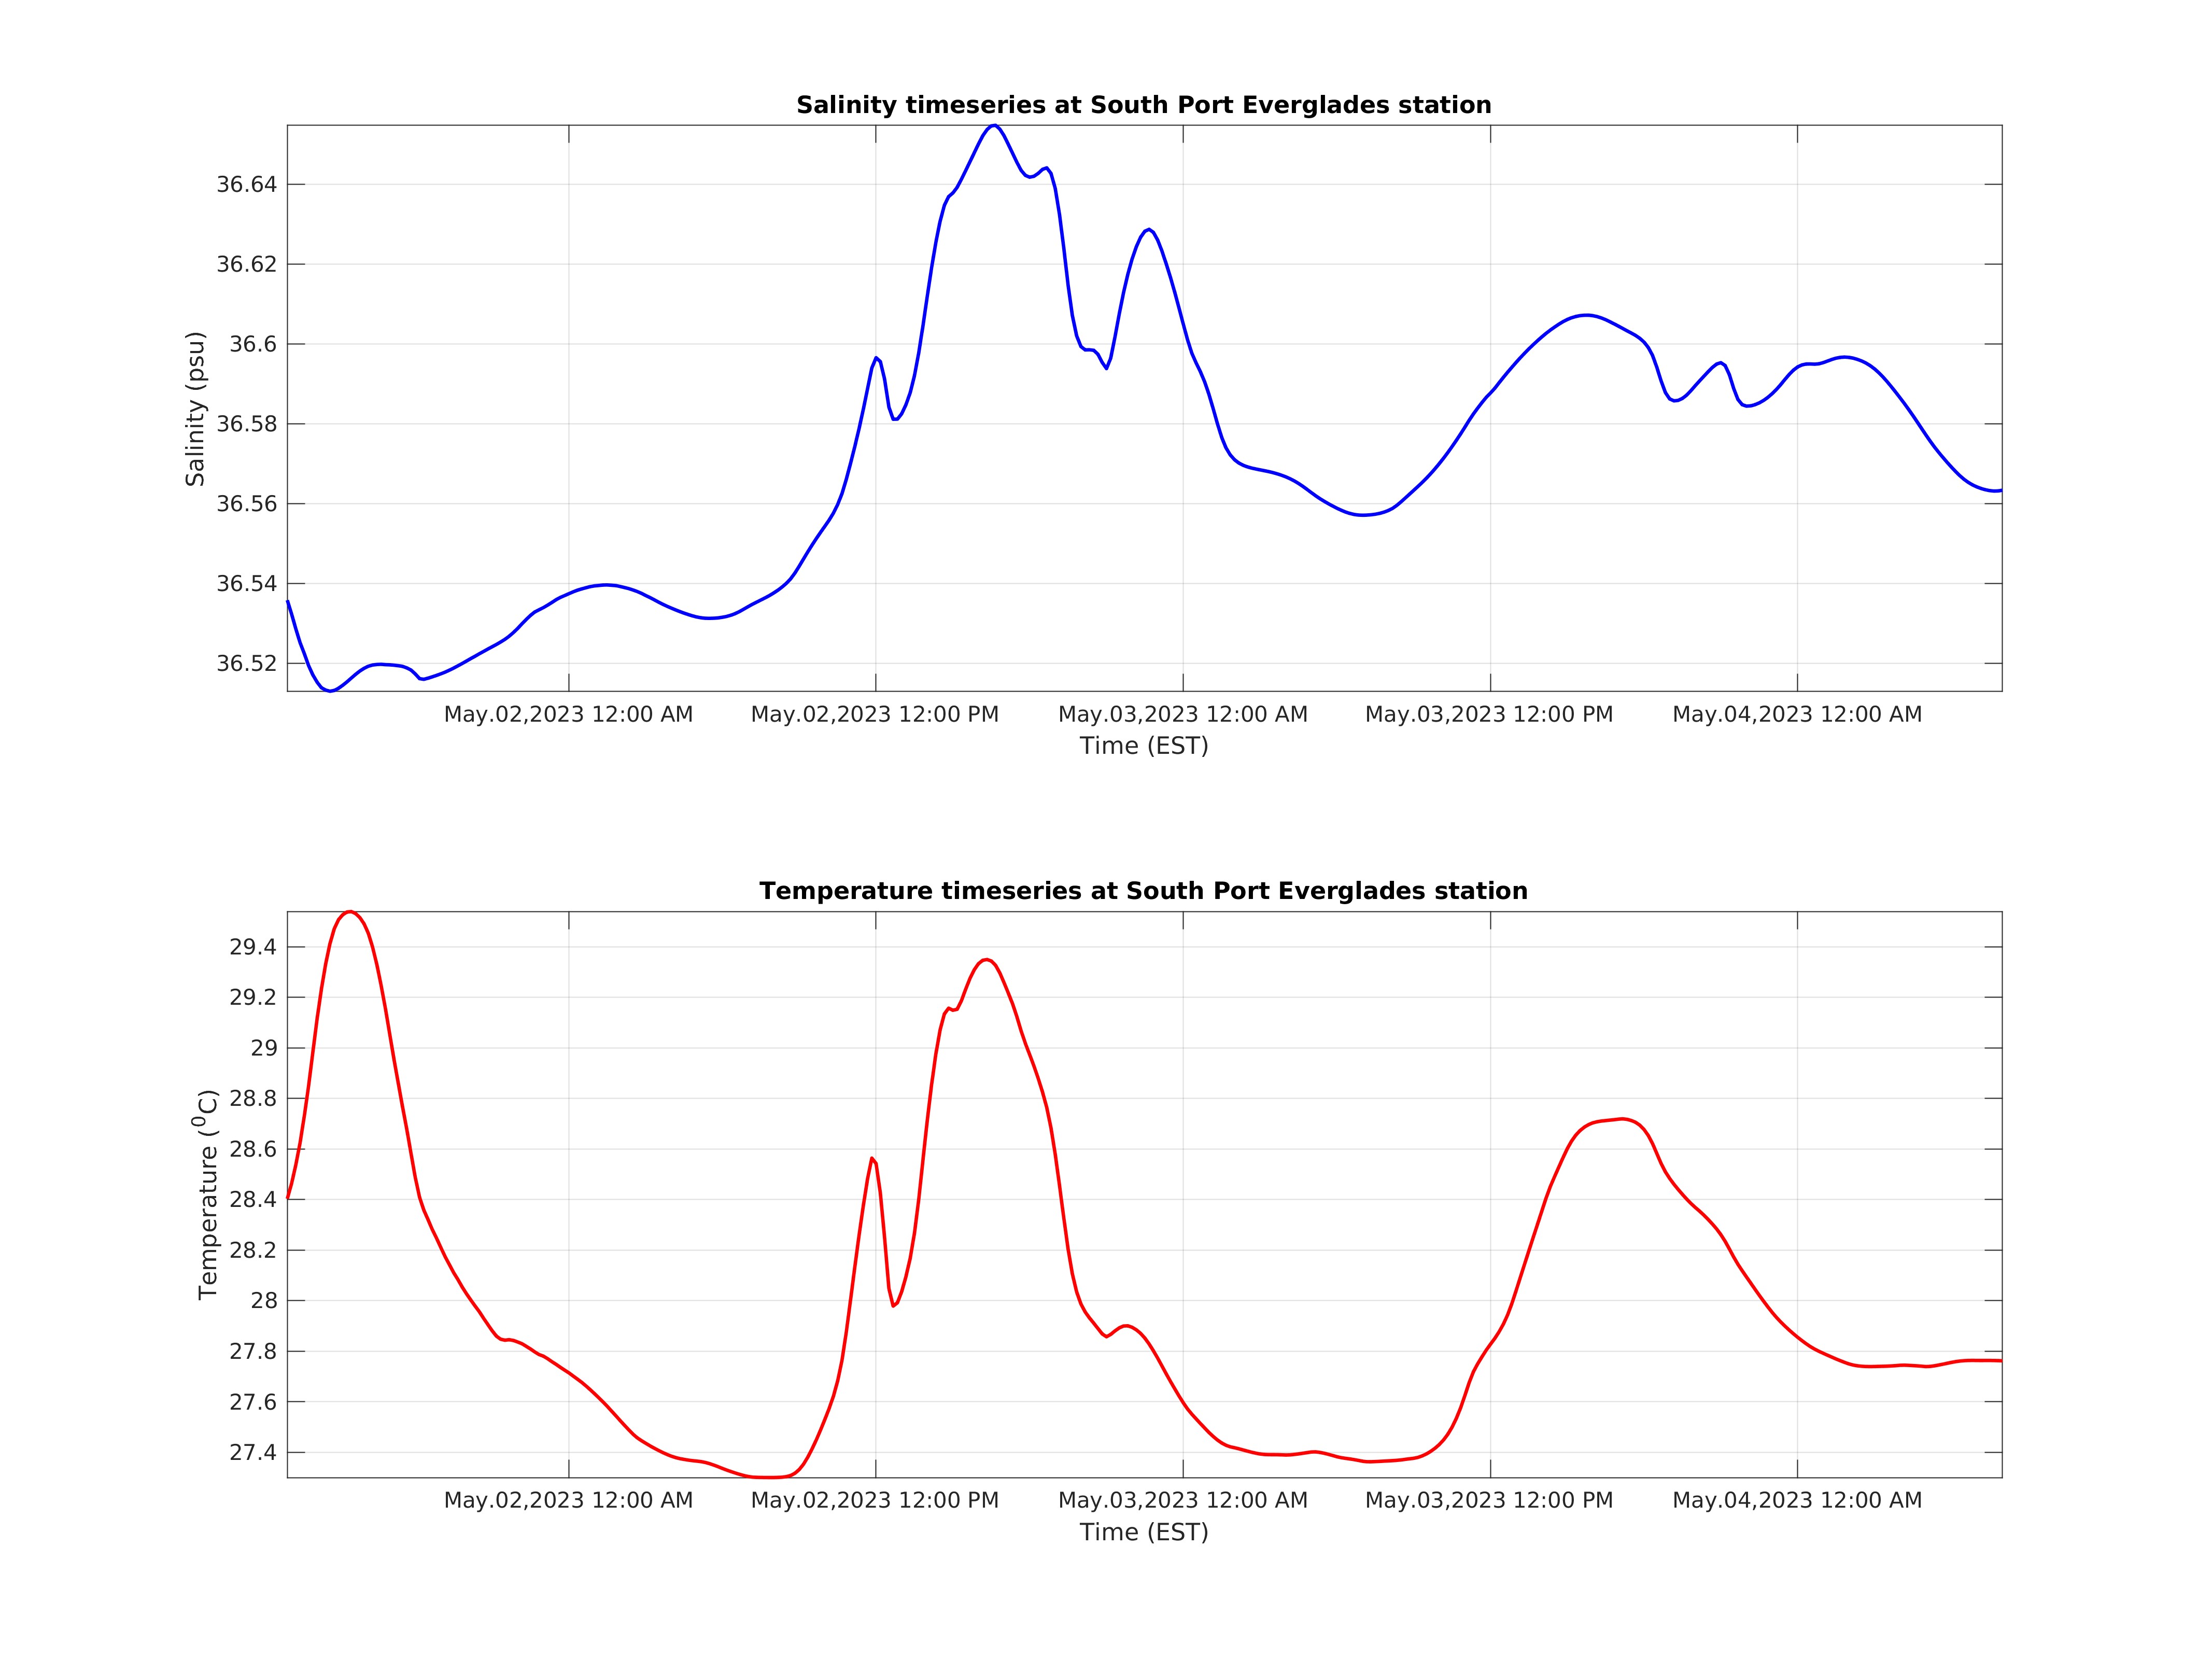 Salinity timeseries at South Port Everglades station
36.64
36.62
36.6
36.58
36.56
36.54
36.52
Salinity (psu)
May.02,2023 12:00 AM
May.02,2023 12:00 PM
May.03,2023 12:00 AM
May.03,2023 12:00 PM
May.04,2023 12:00 AM
Time (EST)
Temperature timeseries at South Port Everglades station
29.4
29.2
29
28.8
28.6
28.4
28.2
28
27.8
27.6
27.4
Temperature (⁰C)
May.02,2023 12:00 AM
May.02,2023 12:00 PM
May.03,2023 12:00 AM
May.03,2023 12:00 PM
May.04,2023 12:00 AM
Time (EST)